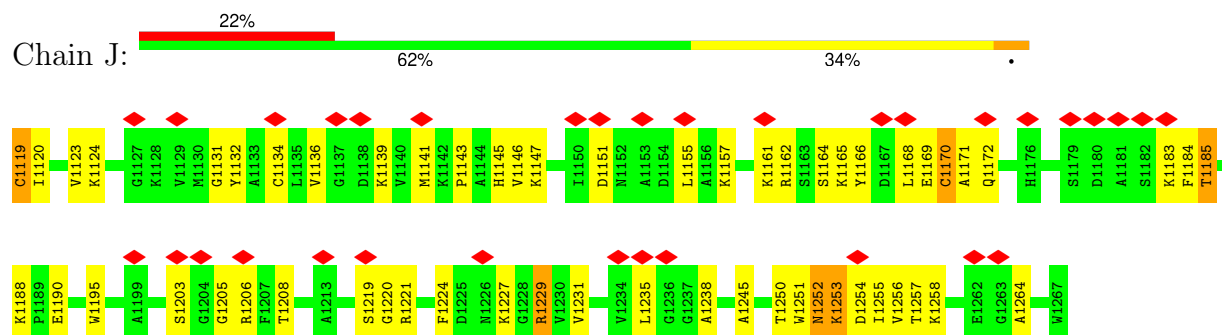 22%
Chain J:
62% 34% •
C1119 I1120 V1123 K1124 G1127 K1128 V1129 M1130 G1131 Y1132 A1133 C1134 L1135 V1136 G1137 D1138 K1139 V1140 M1141 K1142 P1143 A1144 H1145 V1146 K1147 I1150 D1151 N1152 A1153 D1154 L1155 A1156 K1157 K1161 R1162 S1163 S1164 K1165 Y1166 D1167 L1168 E1169 C1170 A1171 Q1172 H1176 S1179 D1180 A1181 S1182 K1183 F1184 T1185
K1188 P1189 E1190 W1195 A1199 S1203 G1204 G1205 R1206 F1207 T1208 A1213 S1219 G1220 R1221 F1224 D1225 N1226 K1227 G1228 R1229 V1230 V1231 V1234 L1235 G1236 G1237 A1238 A1245 T1250 W1251 N1252 K1253 D1254 I1255 V1256 T1257 K1258 E1262 G1263 A1264 W1267